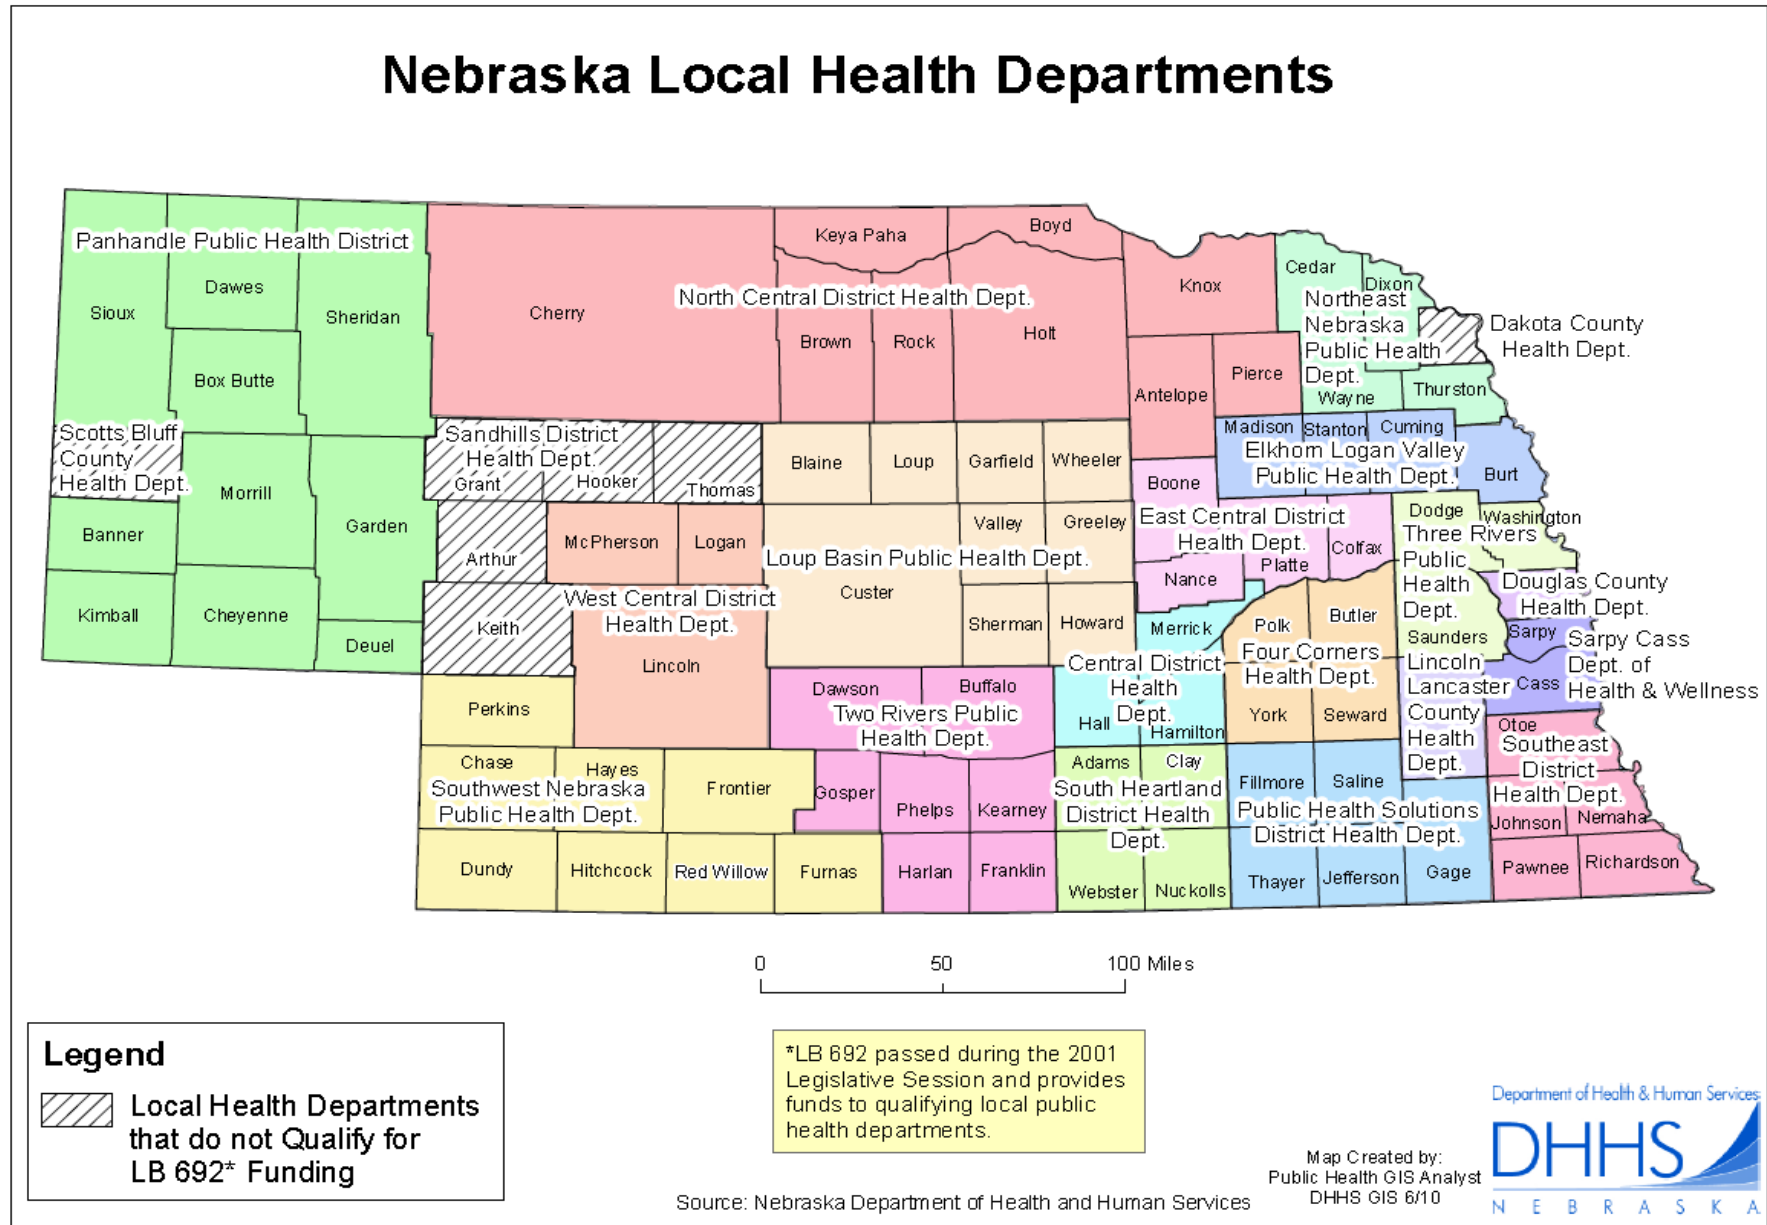 Nebraska Local Health Departments
Panhandle Public Health District
Sioux
Dawes
Sheridan
Box Butte
Scotts Bluff
County
Health Dept.
Morrill
Garden
Banner
Kimball
Cheyenne
Deuel
Cherry
Keya Paha
Boyd
North Central District Health Dept.
Brown
Rock
Holt
Knox
Antelope
Pierce
Cedar
Dixon
Northeast
Nebraska
Public Health
Dept.
Wayne
Thurston
Dakota County
Health Dept.
Sandhills District
Health Dept.
Grant
Hooker
Thomas
Arthur
Keith
McPherson
Logan
West Central District
Health Dept.
Lincoln
Blaine
Loup
Garfield
Wheeler
Valley
Greeley
Loup Basin Public Health Dept.
Custer
Sherman
Howard
Madison
Stanton
Cuming
Elkhorn Logan Valley
Public Health Dept.
Burt
Boone
East Central District
Health Dept.
Nance
Platte
Colfax
Dodge
Washington
Three Rivers
Public
Health
Dept.
Saunders
Douglas County
Health Dept.
Sarpy
Cass
Sarpy Cass
Dept. of
Health & Wellness
Lincoln
Lancaster
County
Health
Dept.
Merrick
Central District
Health
Dept.
Hall
Hamilton
Polk
Butler
Four Corners
Health Dept.
York
Seward
Perkins
Chase
Hayes
Frontier
Southwest Nebraska
Public Health Dept.
Dundy
Hitchcock
Red Willow
Furnas
Dawson
Buffalo
Two Rivers Public
Health Dept.
Gosper
Phelps
Kearney
Harlan
Franklin
Adams
Clay
South Heartland
District Health
Dept.
Webster
Nuckolls
Fillmore
Saline
Public Health Solutions
District Health Dept.
Thayer
Jefferson
Gage
Otoe
Southeast
District
Health Dept.
Johnson
Nemaha
Pawnee
Richardson
0 50 100 Miles
Legend
Local Health Departments
that do not Qualify for
LB 692* Funding
*LB 692 passed during the 2001
Legislative Session and provides
funds to qualifying local public
health departments.
Source: Nebraska Department of Health and Human Services
Map Created by:
Public Health GIS Analyst
DHHS GIS 6/10
Department of Health & Human Services
DHHS
NEBRASKA